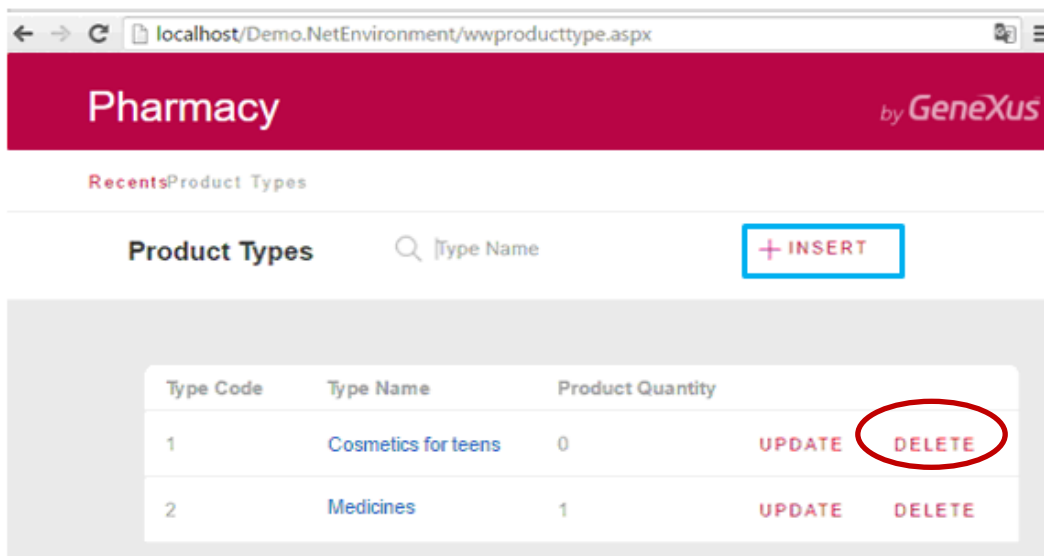 localhost/Demo.NetEnvironment/wwproducttype.aspx
Pharmacy by GeneXus
RecentsProduct Types
Product Types Type Name + INSERT
Type Code Type Name Product Quantity
1 Cosmetics for teens 0 UPDATE DELETE
2 Medicines 1 UPDATE DELETE